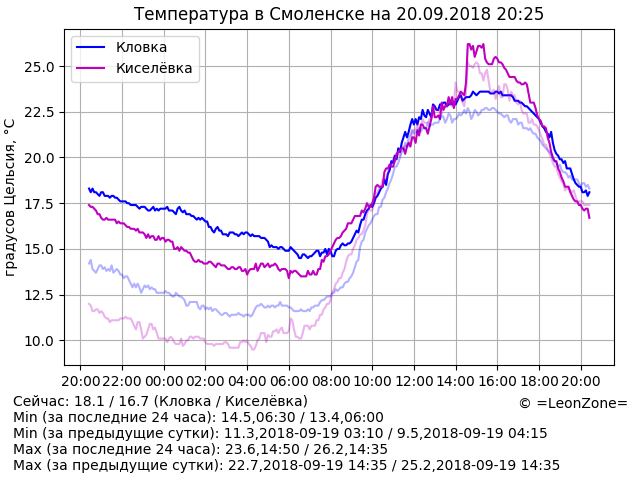 Температура в Смоленске на 20.09.2018 20:25
Кловка
Киселёвка
градусов Цельсия, °C
25.0
22.5
20.0
17.5
15.0
12.5
10.0
20:00 22:00 00:00 02:00 04:00 06:00 08:00 10:00 12:00 14:00 16:00 18:00 20:00
Сейчас: 18.1 / 16.7 (Кловка / Киселёвка)
© =LeonZone=
Min (за последние 24 часа): 14.5,06:30 / 13.4,06:00
Min (за предыдущие сутки): 11.3,2018-09-19 03:10 / 9.5,2018-09-19 04:15
Max (за последние 24 часа): 23.6,14:50 / 26.2,14:35
Max (за предыдущие сутки): 22.7,2018-09-19 14:35 / 25.2,2018-09-19 14:35